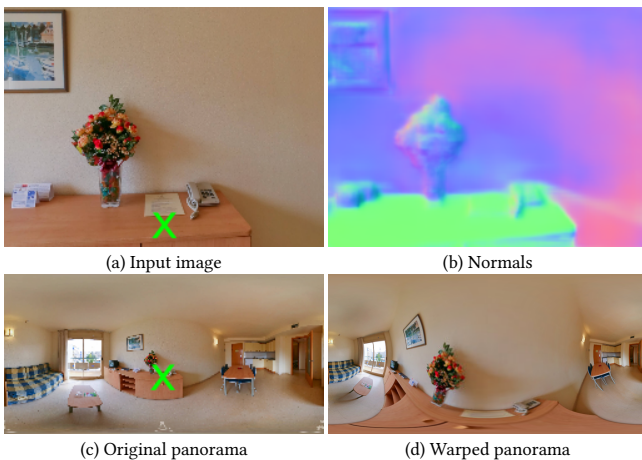 (a) Input image
(b) Normals
(c) Original panorama
(d) Warped panorama